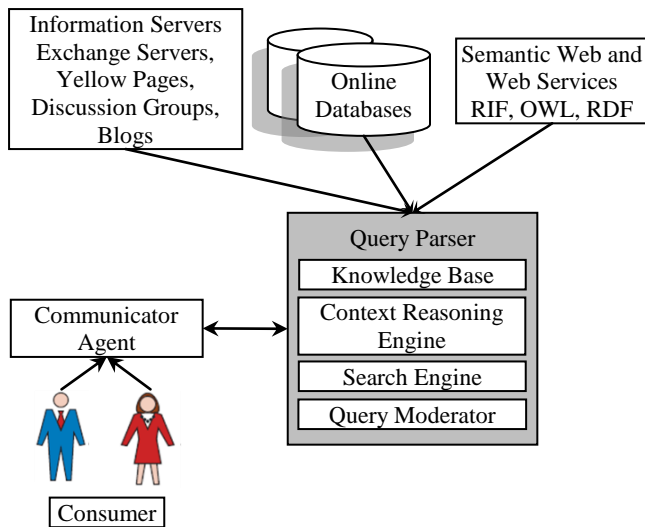 Information Servers
Exchange Servers,
Yellow Pages,
Discussion Groups,
Blogs
Online
Databases
Semantic Web and
Web Services
RIF, OWL, RDF
Query Parser
Knowledge Base
Context Reasoning
Engine
Search Engine
Query Moderator
Communicator
Agent
Consumer